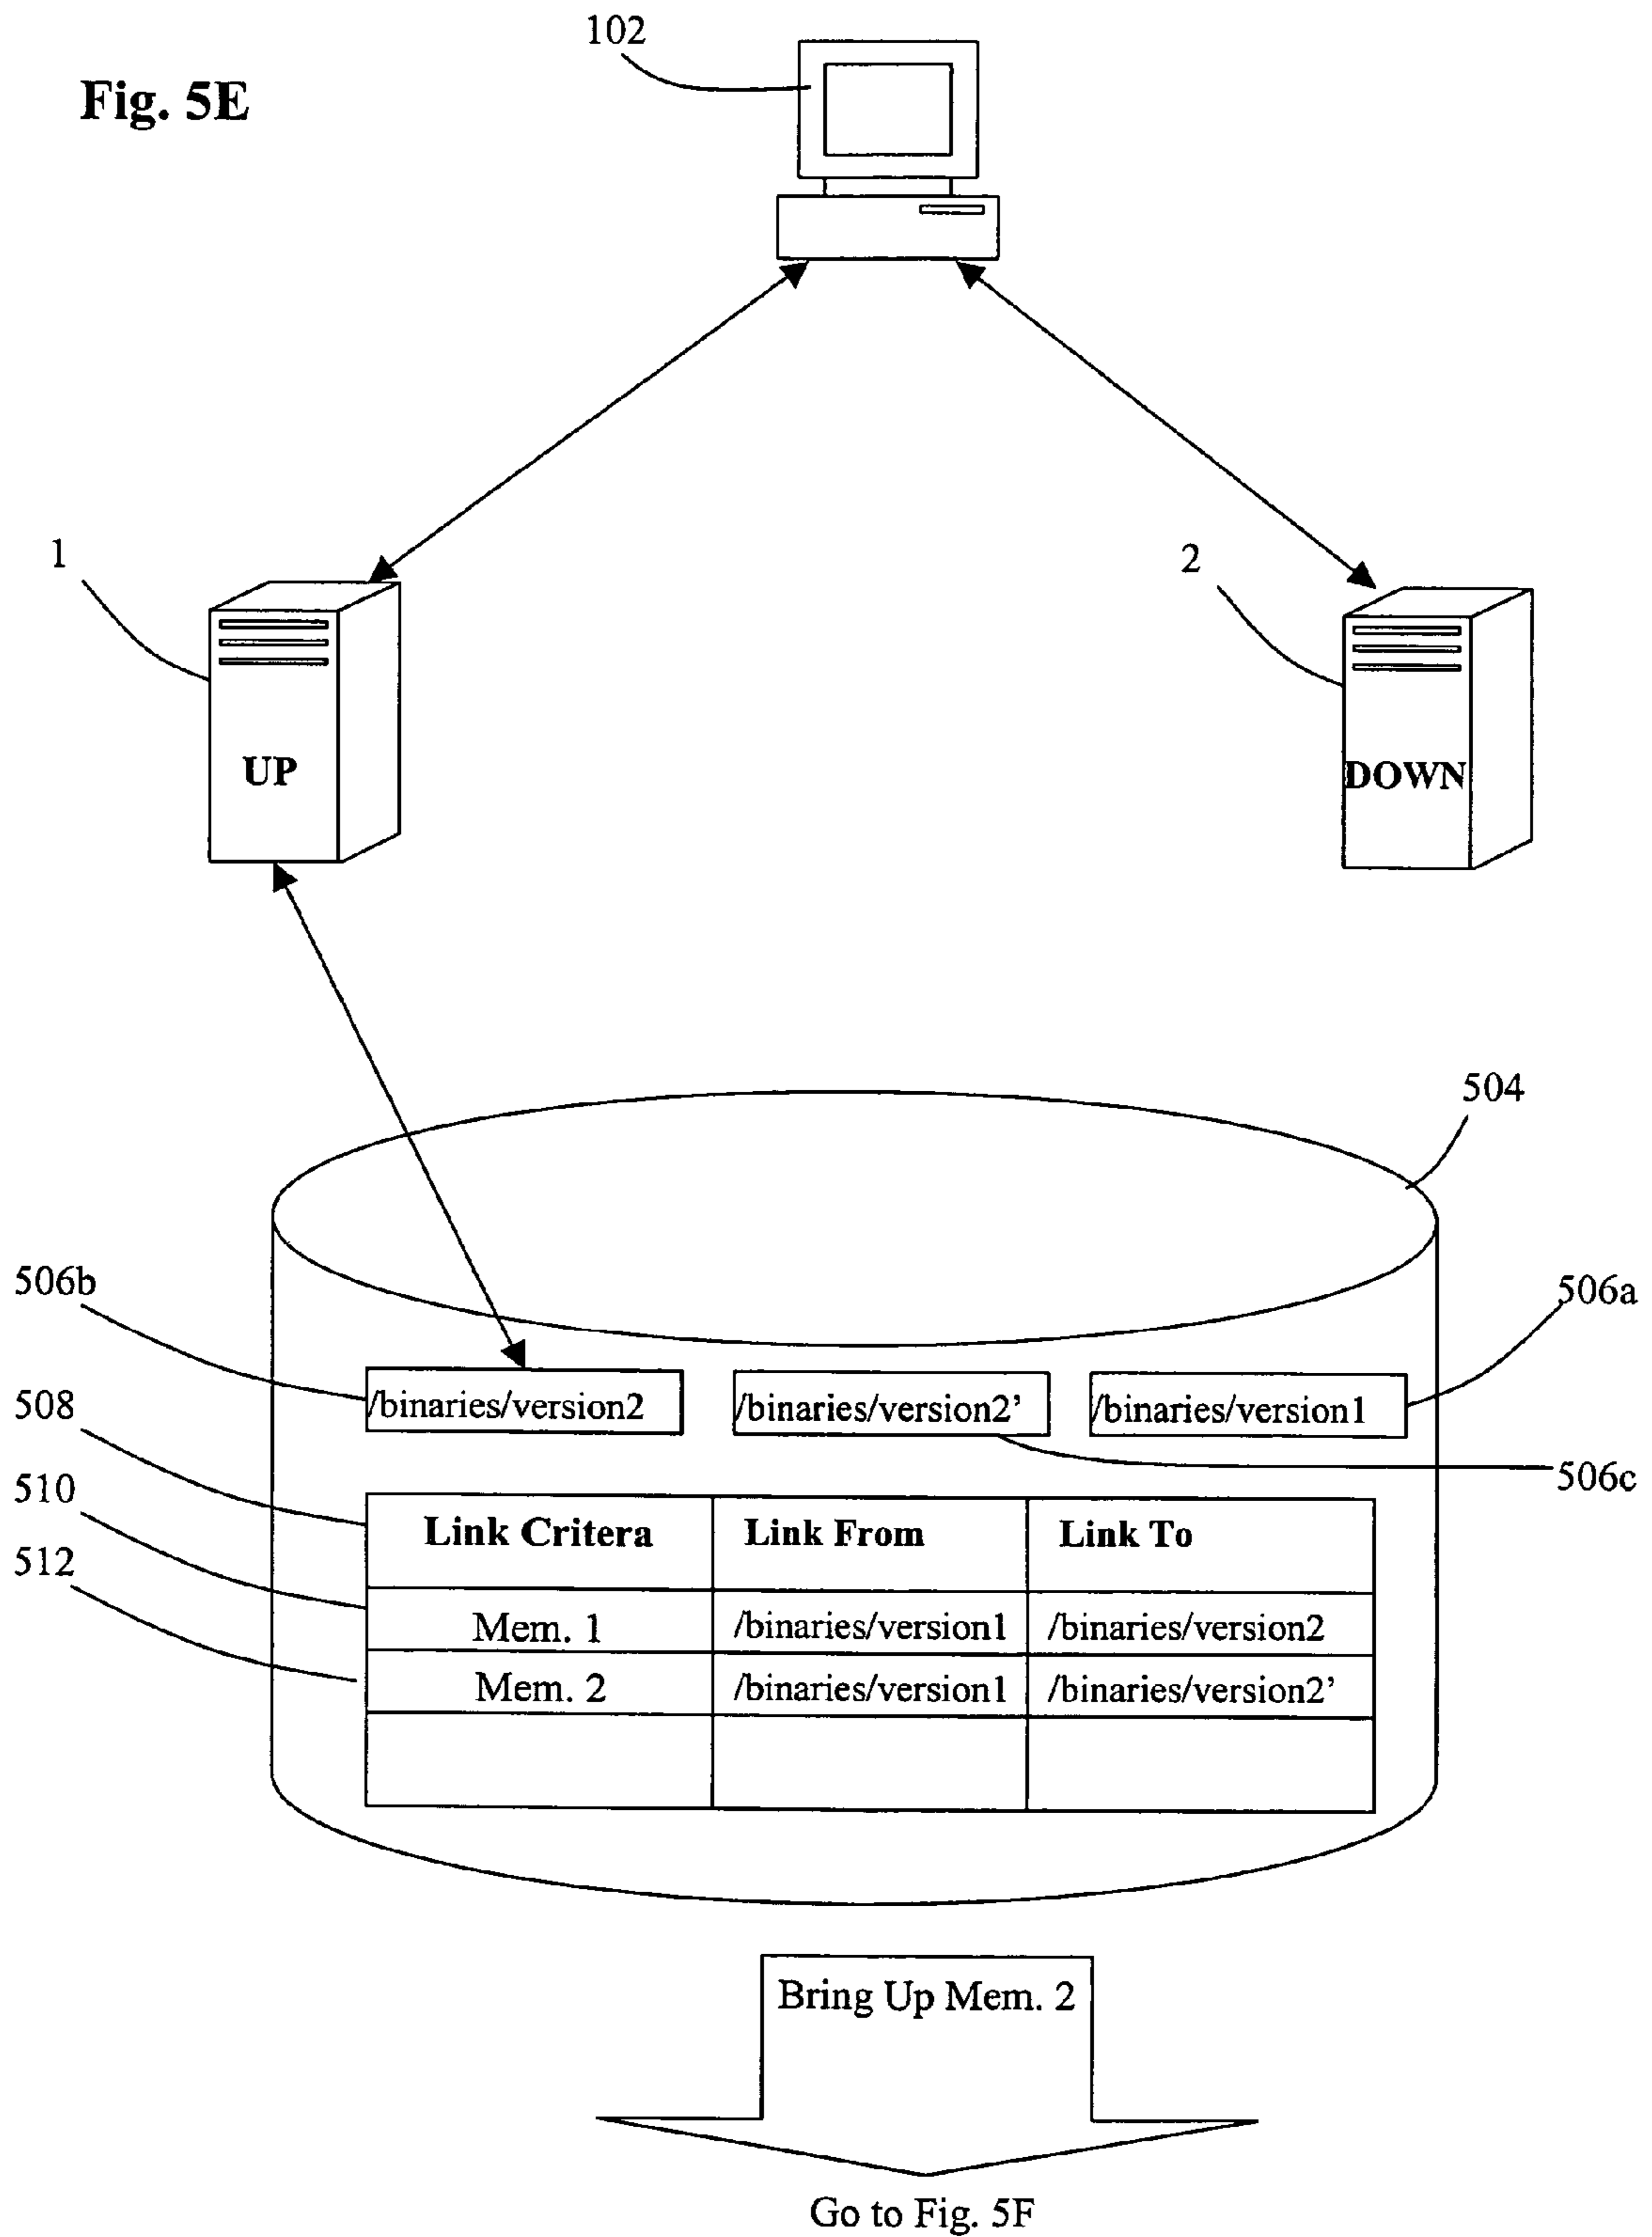 102
Fig. 5E
1
2
UP
DOWN
504
506b
506a
/binaries/version2
/binaries/version2’
/binaries/version1
508
506c
510
Link Critera
Link From
Link To
512
Mem. 1
/binaries/version1
/binaries/version2
Mem. 2
/binaries/version1
/binaries/version2’
Bring Up Mem. 2
Go to Fig. 5F